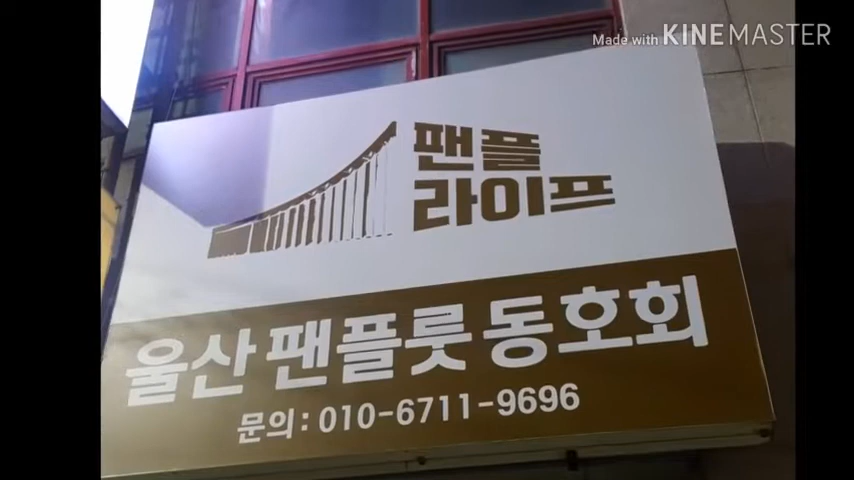 Made with KINEMASTER
팬플
라이프
울산 팬플룻 동호회
문의 : 010-6711-9696